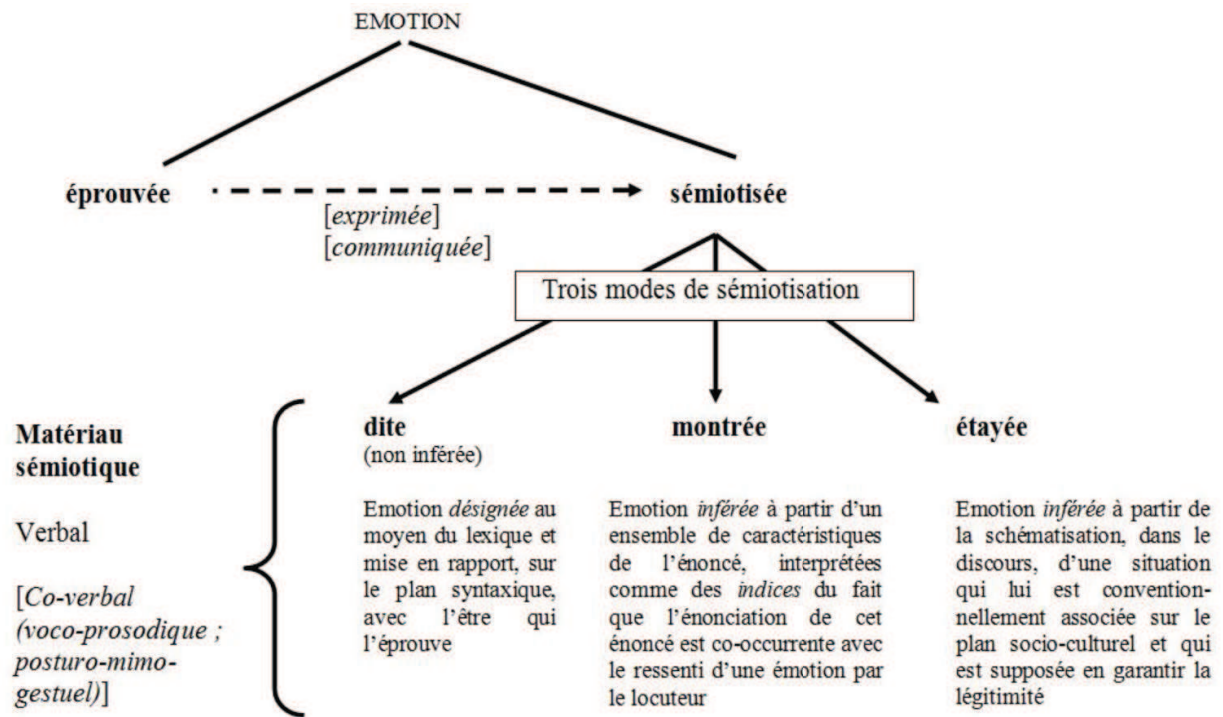 EMOTION
éprouvée
sémiotisée
[exprimée]
[communiquée]
Trois modes de sémiotisation
Matériau
sémiotique
Verbal
[Co-verbal
(voco-prosodique ;
posturo-mimo-
gestuel)]
dite
(non inférée)
Emotion désignée au
moyen du lexique et
mise en rapport, sur
le plan syntaxique,
avec l'être qui
l'éprouve
montrée
Emotion inférée à partir d'un
ensemble de caractéristiques
de l'énoncé, interprétées
comme des indices du fait
que l'énonciation de cet
énoncé est co-occurrente avec
le ressenti d'une émotion par
le locuteur
étayée
Emotion inférée à partir de
la schématisation, dans le
discours, d'une situation
qui lui est convention-
nellement associée sur le
plan socio-culturel et qui
est supposée en garantir la
légitimité